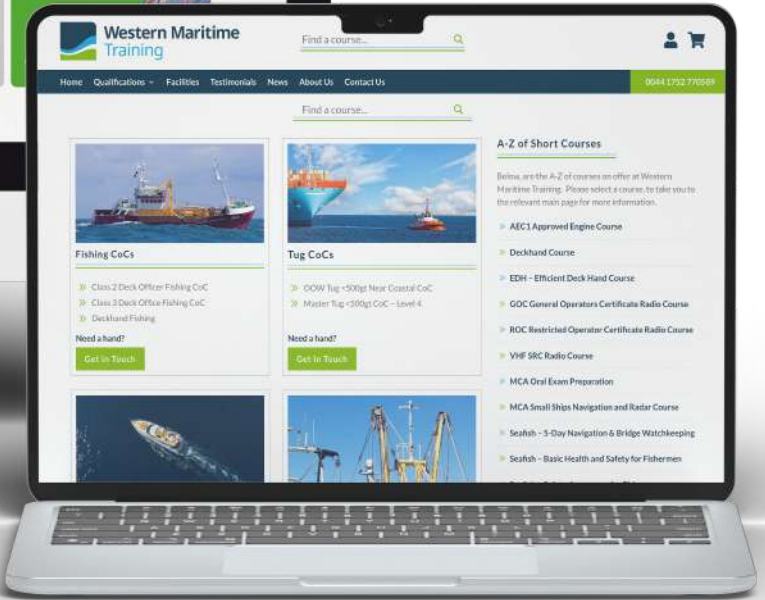 Western Maritime
Training
Find a course...
Home Qualifications Facilities Testimonials News About Us Contact Us
0044 1752 770589
Find a course...
Fishing CoCs
Class 2 Deck Officer Fishing CoC
Class 3 Deck Office Fishing CoC
Deckhand Fishing
Need a hand?
Get in Touch
Tug CoCs
OOW Tug <500gt Near Coastal CoC
Master Tug <500gt CoC – Level 4
Need a hand?
Get in Touch
A-Z of Short Courses
Below, are the A-Z of courses on offer at Western
Maritime Training. Please select a course, to take you to
the relevant main page for more information.
AEC1 Approved Engine Course
Deckhand Course
EDH – Efficient Deck Hand Course
GOC General Operators Certificate Radio Course
ROC Restricted Operator Certificate Radio Course
VHF SRC Radio Course
MCA Oral Exam Preparation
MCA Small Ships Navigation and Radar Course
Seafish – 5-Day Navigation & Bridge Watchkeeping
Seafish – Basic Health and Safety for Fishermen